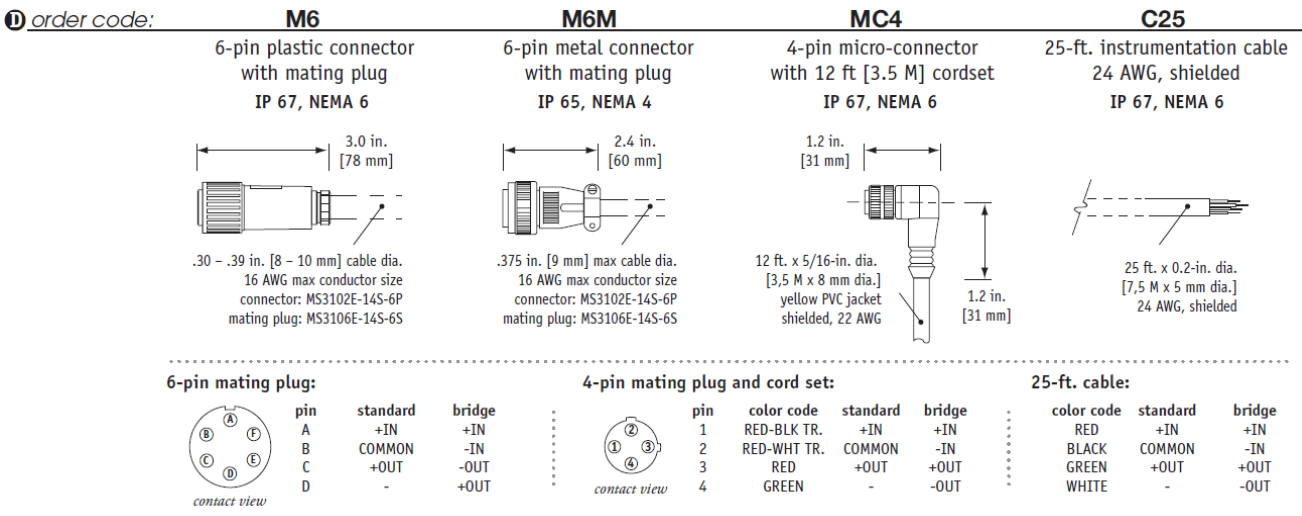 D order code: M6 M6M MC4 C25
6-pin plastic connector 6-pin metal connector 4-pin micro-connector 25-ft. instrumentation cable
with mating plug with mating plug with 12 ft [3.5 M] cordset 24 AWG, shielded
IP 67, NEMA 6 IP 65, NEMA 4 IP 67, NEMA 6 IP 67, NEMA 6
3.0 in. 2.4 in. 1.2 in.
[78 mm] [60 mm] [31 mm]
.30 – .39 in. [8 – 10 mm] cable dia. .375 in. [9 mm] max cable dia. 12 ft. x 5/16-in. dia. 25 ft. x 0.2-in. dia.
16 AWG max conductor size 16 AWG max conductor size [3,5 M x 8 mm dia.] [7,5 M x 5 mm dia.]
connector: MS3102E-14S-6P connector: MS3102E-14S-6P yellow PVC jacket 1.2 in. 24 AWG, shielded
mating plug: MS3106E-14S-6S mating plug: MS3106E-14S-6S shielded, 22 AWG [31 mm]
6-pin mating plug: 4-pin mating plug and cord set: 25-ft. cable:
pin standard bridge pin color code standard bridge color code standard bridge
A +IN +IN 1 RED-BLK TR. +IN +IN RED +IN +IN
B COMMON -IN 2 RED-WHT TR. COMMON -IN BLACK COMMON -IN
C +OUT -OUT 3 RED +OUT +OUT GREEN +OUT +OUT
D - +OUT 4 GREEN - -OUT WHITE - -OUT
A
B F
C E
D
contact view
2
1 3
4
contact view